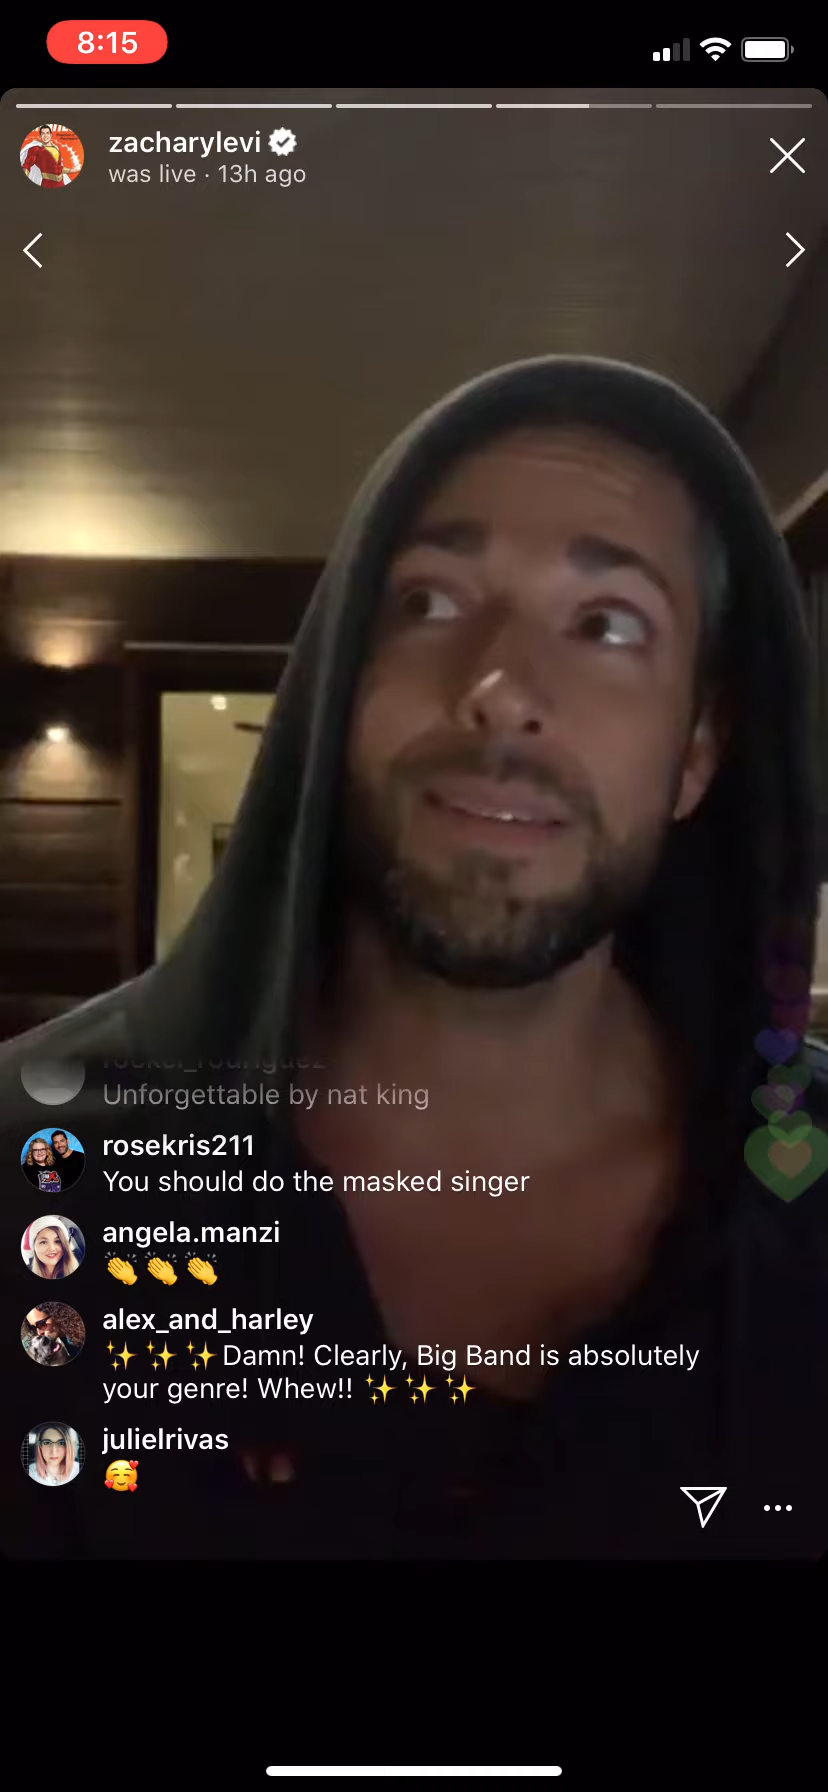 8:15
zacharylevi
was live · 13h ago
Unforgettable by nat king
rosekris211
You should do the masked singer
angela.manzi
👏👏👏
alex_and_harley
✨✨✨Damn! Clearly, Big Band is absolutely
your genre! Whew!! ✨✨✨
julielrivas
🥰